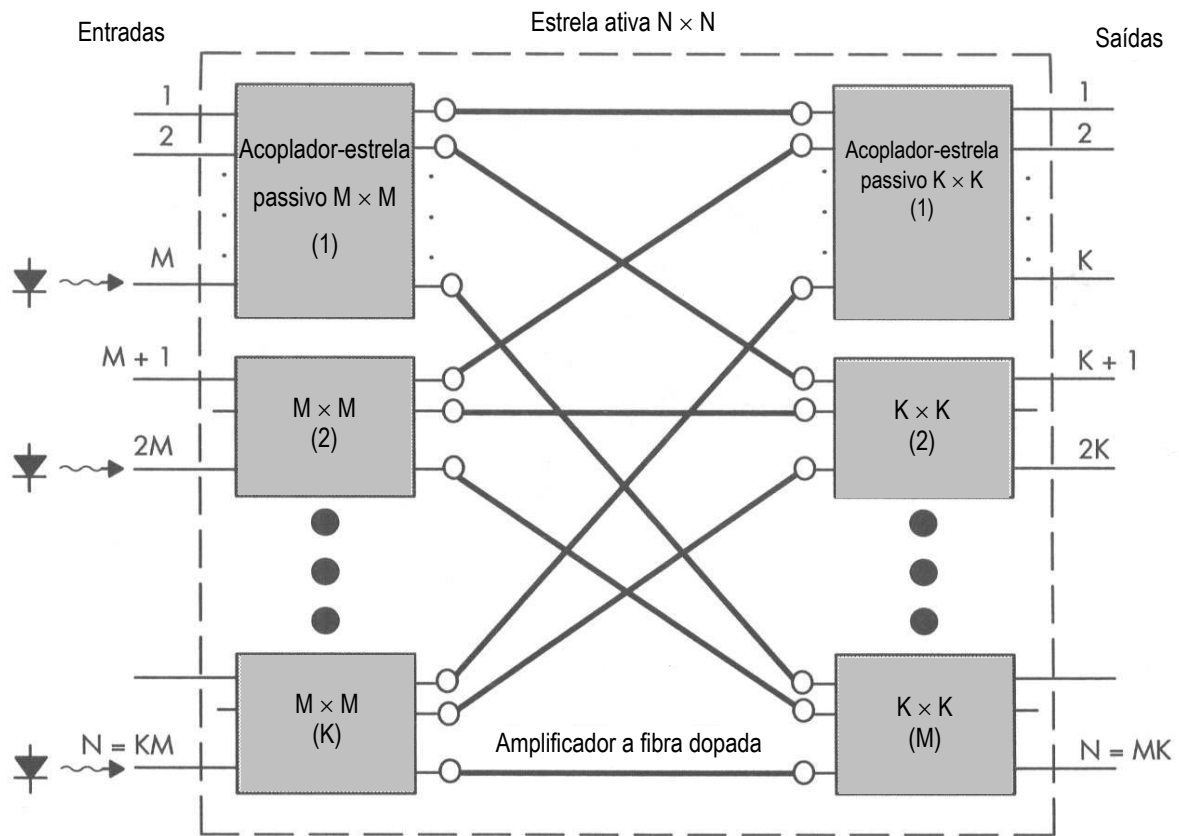 Estrela ativa N × N
Entradas
Saídas
1
2
M
Acoplador-estrela
passivo M × M
(1)
Acoplador-estrela
passivo K × K
(1)
1
2
K
M + 1
2M
M × M
(2)
K × K
(2)
K + 1
2K
N = KM
M × M
(K)
Amplificador a fibra dopada
K × K
(M)
N = MK